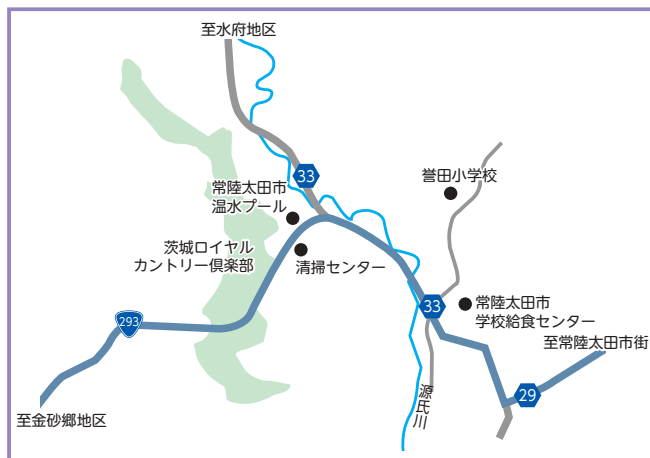 至水府地区
33
誉田小学校
常陸太田市
温水プール
茨城ロイヤル
カントリー倶楽部
清掃センター
293
33
常陸太田市
学校給食センター
至常陸太田市街
源氏川
29
至金砂郷地区